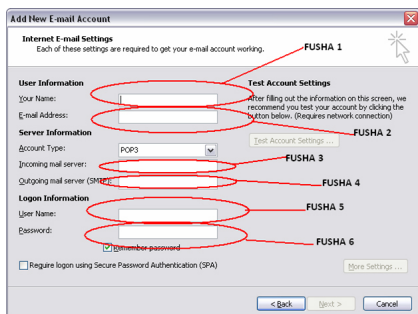 Add New E-mail Account
Internet E-mail Settings
Each of these settings are required to get your e-mail account working.
FUSHA 1
User Information
Your Name:
E-mail Address:
Test Account Settings
After filling out the information on this screen, we
recommend you test your account by clicking the
button below. (Requires network connection)
FUSHA 2
Test Account Settings ...
Server Information
Account Type:
POP3
Incoming mail server:
FUSHA 3
Outgoing mail server (SMTP):
FUSHA 4
Logon Information
User Name:
FUSHA 5
Password:
FUSHA 6
Remember password
Require logon using Secure Password Authentication (SPA)
More Settings ...
< Back
Next >
Cancel